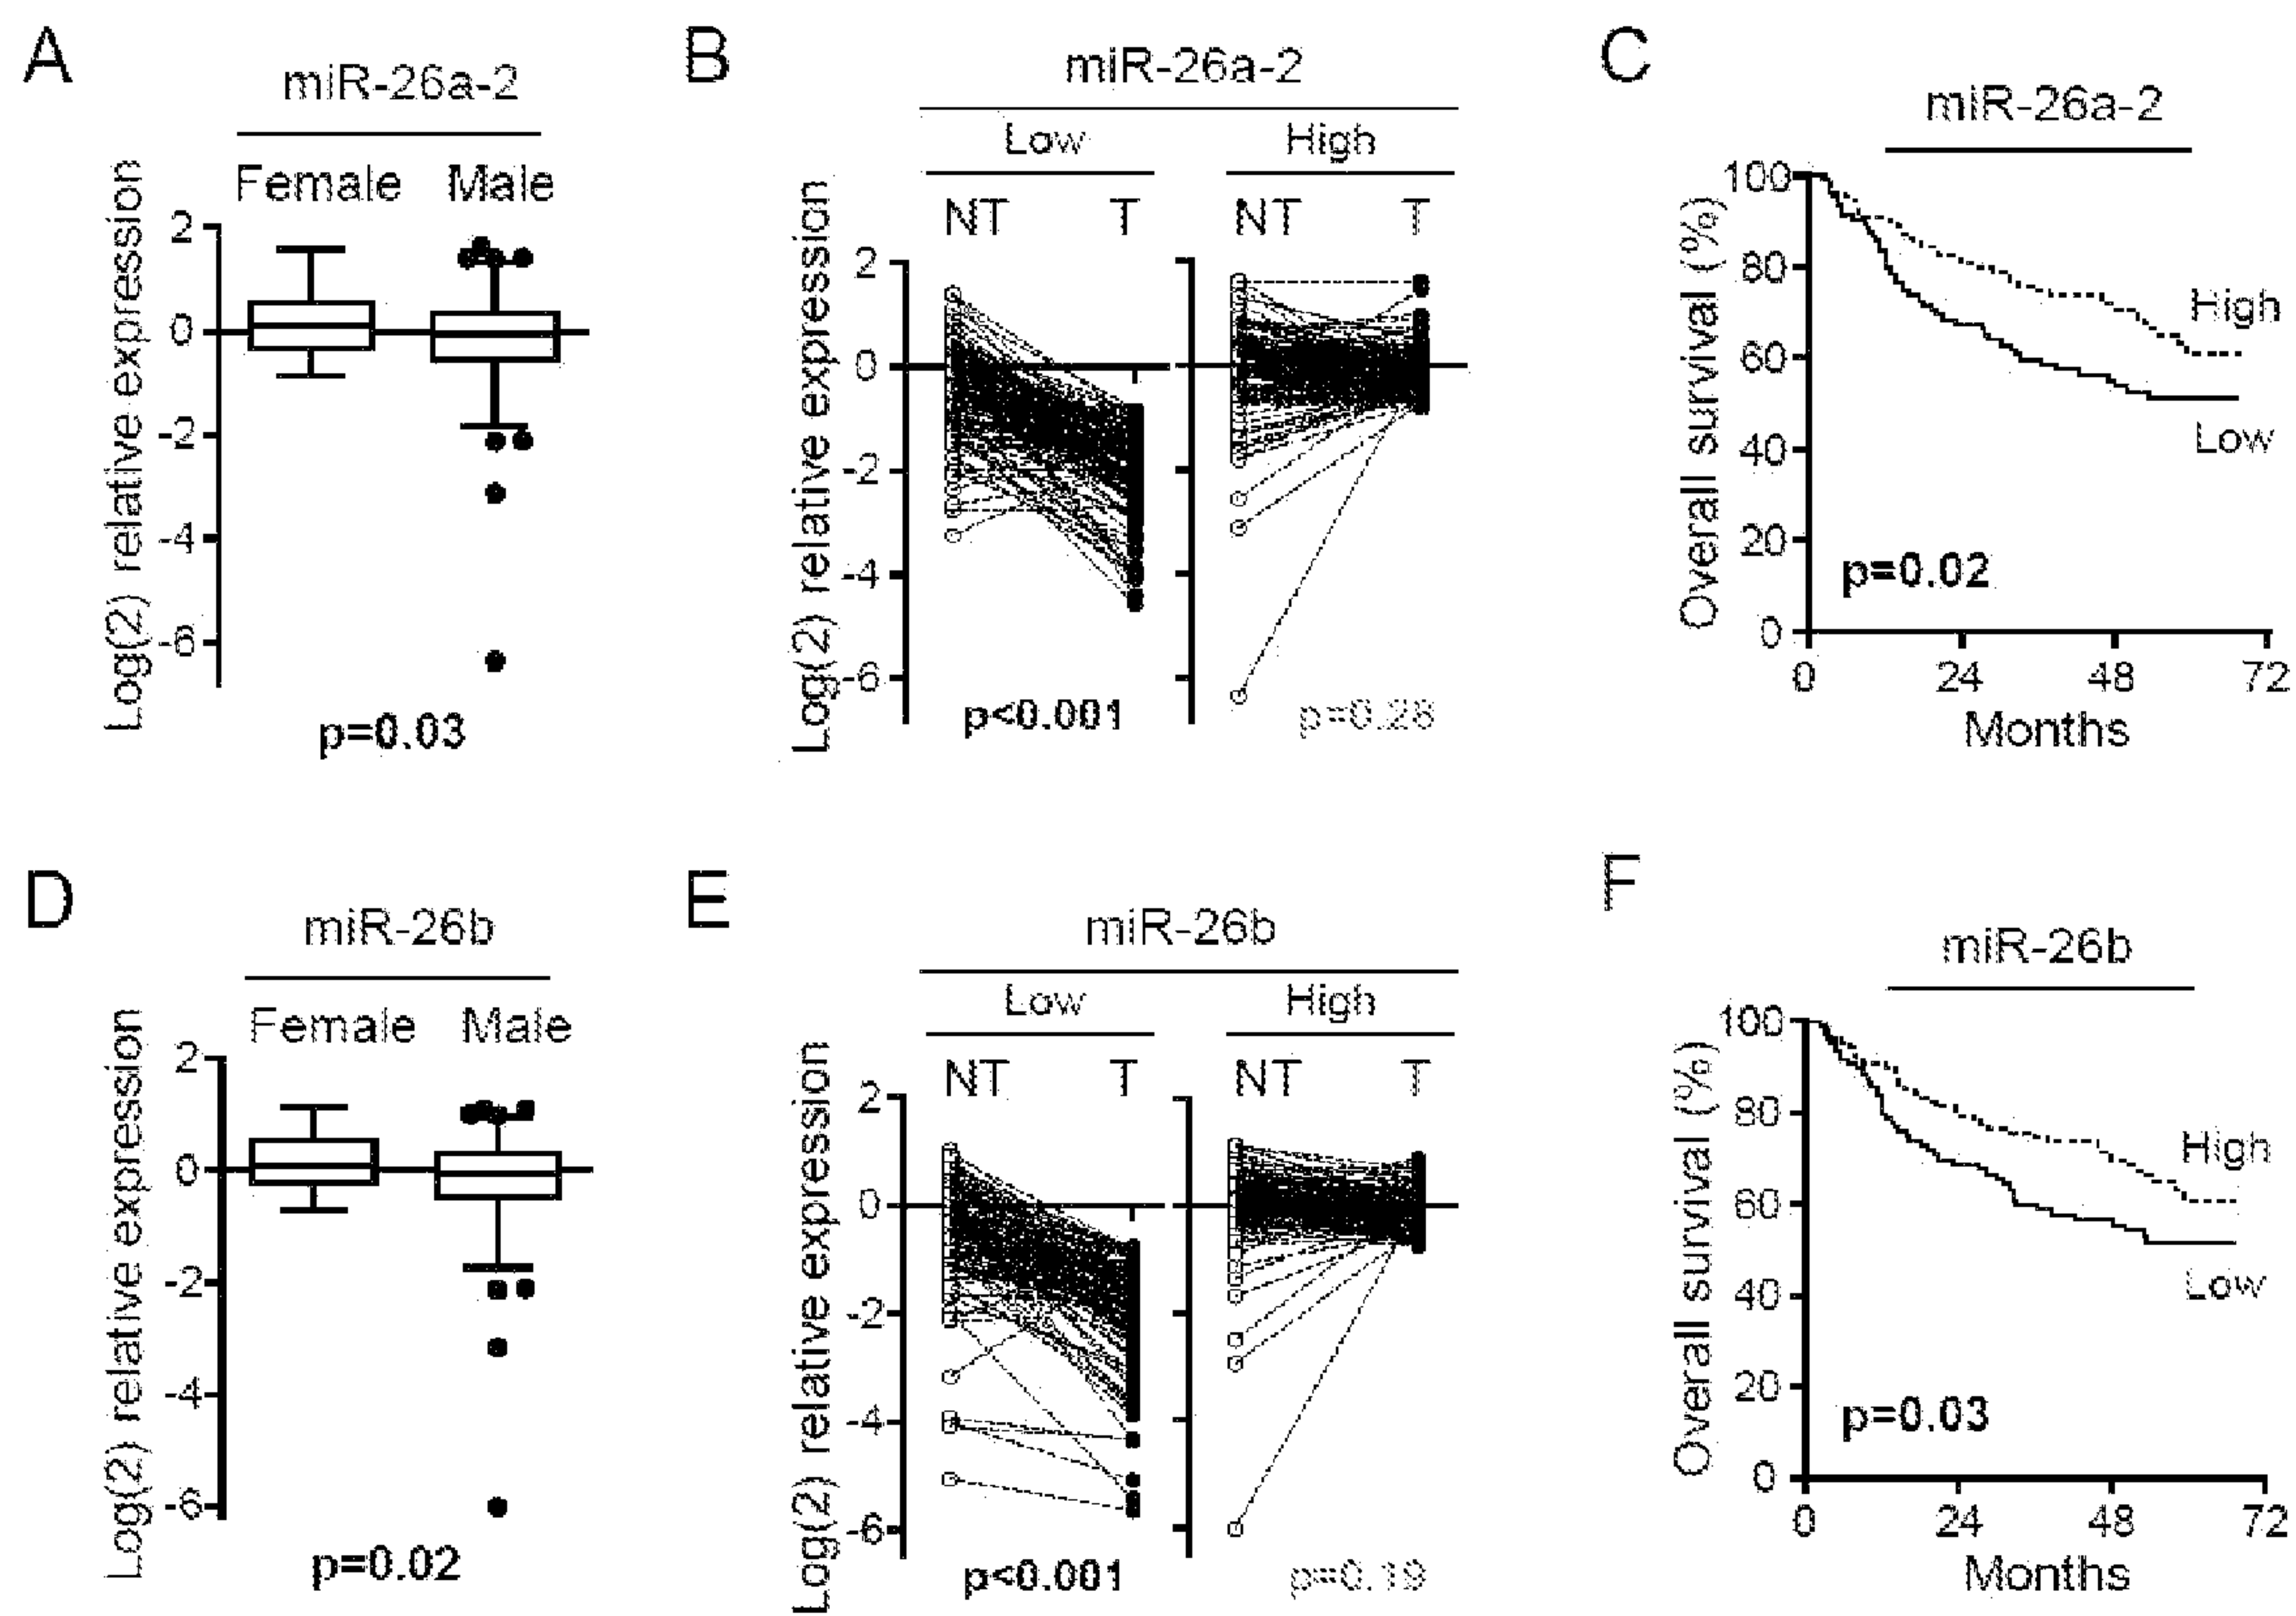 A
miR-26a-2
Female Male
Log(2) relative expression
2
0
-2
-4
-6
p=0.03
B
miR-26a-2
Low High
NT T NT T
Log(2) relative expression
2
0
-2
-4
-6
p<0.001 p=0.28
C
miR-26a-2
Overall survival (%)
100
80
60
40
20
0
High
Low
p=0.02
0 24 48 72
Months
D
miR-26b
Female Male
Log(2) relative expression
2
0
-2
-4
-6
p=0.02
E
miR-26b
Low High
NT T NT T
Log(2) relative expression
2
0
-2
-4
-6
p<0.001 p=0.19
F
miR-26b
Overall survival (%)
100
80
60
40
20
0
High
Low
p=0.03
0 24 48 72
Months